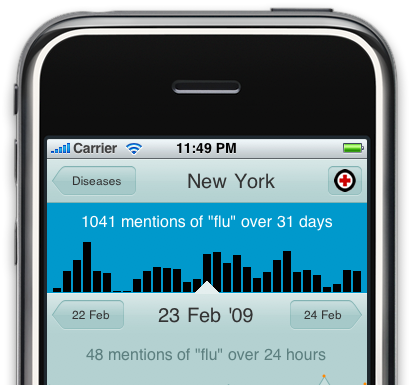 Carrier 11:49 PM
Diseases New York
1041 mentions of "flu" over 31 days
22 Feb 23 Feb '09 24 Feb
48 mentions of "flu" over 24 hours